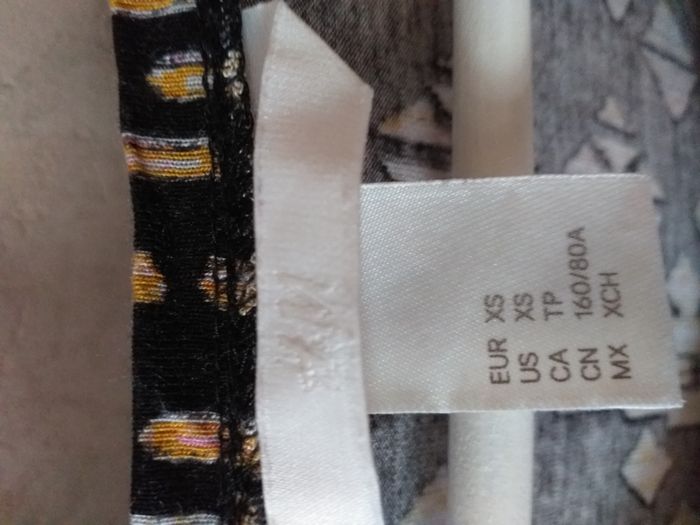 H&M
EUR XS
US XS
CA TP
CN 160/80A
MX XCH